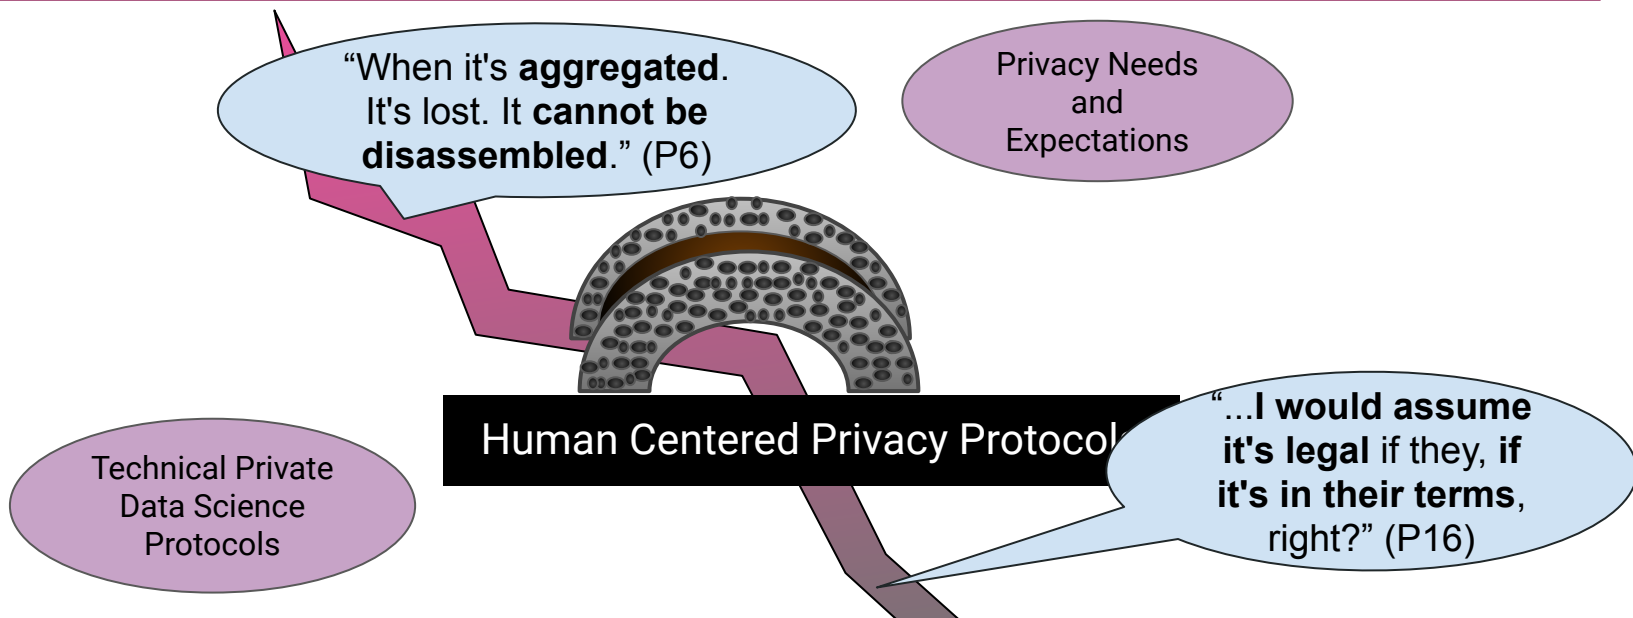 “When it's aggregated.
It's lost. It cannot be
disassembled.” (P6)
Privacy Needs
and
Expectations
Human Centered Privacy Protocol
“...I would assume
it's legal if they, if
it's in their terms,
right?” (P16)
Technical Private
Data Science
Protocols